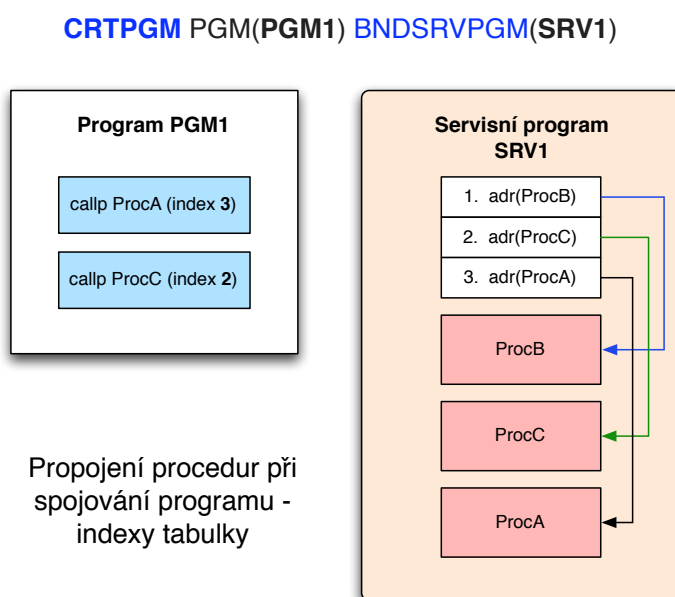 CRTPGM PGM(PGM1) BNDSRVPGM(SRV1)
Program PGM1
callp ProcA (index 3)
callp ProcC (index 2)
Servisní program
SRV1
1. adr(ProcB)
2. adr(ProcC)
3. adr(ProcA)
ProcB
ProcC
ProcA
Propojení procedur při
spojování programu -
indexy tabulky